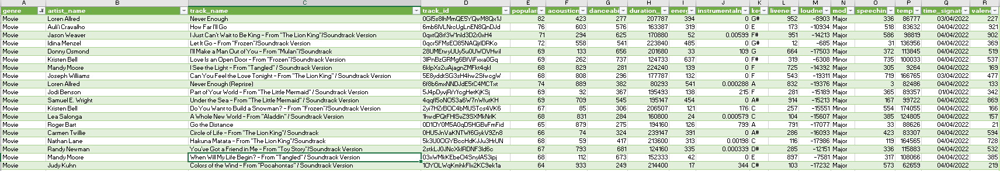 A B C D E F G H I J K L M N O P Q R
genre artist_name track_name track_id populari acousticn danceabi duration_ energ instrumentaln ke livene loudne mod speechin temp time_signat valen
Movie Loren Allred Never Enough 82 423 277 207787 394 0 G# 952 -8903 Major 336 86777 03/04/2022 227
Movie Auli'i Cravalho How Far I'll Go 6mb6IVLNrcUgLnEN8QnDJd 76 603 576 163387 319 0 E 173 -10934 Major 518 83632 04/04/2022 921
Movie Jason Weaver I Just Can't Wait to Be King - From "The Lion King"/Soundtrack Version 0qxtQ8rf3W1nId3D2r0xH4 71 294 625 170880 52 0.00599 F# 951 -14213 Major 586 98819 04/04/2022 902
Movie Idina Menzel Let It Go - From "Frozen"/Soundtrack Version 0qcr5FMsEO85NAQjrlDRKo 72 558 541 223840 485 0 G# 12 -685 Major 31 136956 04/04/2022 369
Movie Donny Osmond I'll Make a Man Out of You - From "Mulan"/Soundtrack 28UMEtwyUUy5u0UWOVHwiI 69 133 656 201680 33 109 G 664 -17503 Major 372 113845 04/04/2022 519
Movie Kristen Bell Love Is an Open Door - From "Frozen"/Soundtrack Version 3IPnBzGRMg6BfViFxxa0Gq 69 262 737 124733 637 0 F# 319 -6308 Minor 735 100033 04/04/2022 537
Movie Mandy Moore I See the Light - From "Tangled" / Soundtrack Version 6klpXs2uAjagnZMFkt4qkl 68 829 281 224240 139 0 F 725 -14392 Major 305 9264 04/04/2022 169
Movie Joseph Williams Can You Feel the Love Tonight - From "The Lion King" / Soundtrack Version 5E8yddtSG3sH4hw2SfwcgW 68 808 296 177787 132 0 F 543 -19311 Major 719 166765 03/04/2022 477
Movie Loren Allred Never Enough (Reprise) 6f8b6mxNNDJdE5tC4MCTxt 74 889 382 80293 541 0.000288 A 832 -19376 Major 3 82486 04/04/2022 133
Movie Jodi Benson Part of Your World - From "The Little Mermaid" / Soundtrack Version 5J4pDyvjRrYfcgHetKjKSj 69 92 367 195493 138 215 F 281 -15189 Major 365 89357 01/04/2022 342
Movie Samuel E. Wright Under the Sea - From "The Little Mermaid" / Soundtrack Version 4qqfI5oNO53a6W7nWfutKH 69 709 545 195147 454 0 A# 914 -15213 Major 167 99722 04/04/2022 869
Movie Kristen Bell Do You Want to Build a Snowman? - From "Frozen"/Soundtrack Version 2yi7HZrBOC4bMUSTcs4VK6 67 85 306 206507 121 176 C 257 -15551 Minor 554 174055 04/04/2022 166
Movie Lea Salonga A Whole New World - From "Aladdin" / Soundtrack Version 1hwdPQtFHISvZ9SXMkNrlK 68 831 284 160800 24 0.000579 C 104 -15607 Major 385 124805 04/04/2022 157
Movie Roger Bart Go the Distance 0D1OY0M5A0qD5HGBvFmFid 65 879 275 194160 126 799 A 791 -17077 Major 33 88626 04/04/2022 21
Movie Carmen Twillie Circle of Life - From "The Lion King"/Soundtrack 0HU5JnVaKNTWf6GykV9Zn8 66 74 324 239147 391 0 A# 286 -16093 Major 423 83307 04/04/2022 594
Movie Nathan Lane Hakuna Matata - From "The Lion King"/Soundtrack 5k3U0OGYBccHdKJJu3HrUN 68 59 417 213600 313 0.00198 C 116 -17986 Major 119 164565 04/04/2022 728
Movie Randy Newman You've Got a Friend in Me - From "Toy Story"/Soundtrack Version 2stkLJ0JNcXkIRDNF3ld6c 67 793 681 124160 335 0.000339 D# 285 -12151 Major 336 115883 04/04/2022 532
Movie Mandy Moore When Will My Life Begin? - From "Tangled" / Soundtrack Version 03xWMkKEbeO4SnylA53ipj 68 112 673 152333 42 0 E 897 -7581 Major 317 108066 04/04/2022 385
Movie Judy Kuhn Colors of the Wind - From "Pocahontas" / Soundtrack Version 1OYOLWqKmhkFlx2KC9ek1a 64 933 249 214400 17 344 C# 103 -17232 Major 573 62659 04/04/2022 219